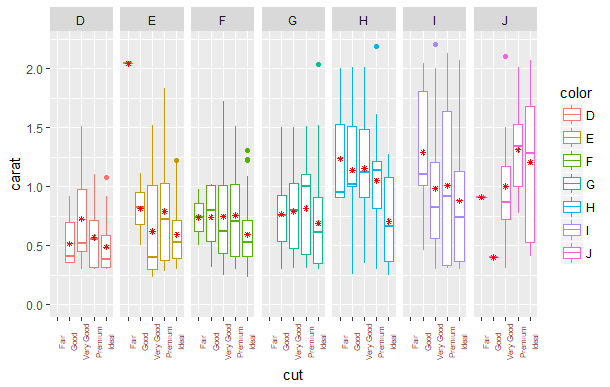 D E F G H I J
2.0
1.5
1.0
0.5
0.0
carat
Fair Good Very Good Premium Ideal Fair Good Very Good Premium Ideal Fair Good Very Good Premium Ideal Fair Good Very Good Premium Ideal Fair Good Very Good Premium Ideal Fair Good Very Good Premium Ideal Fair Good Very Good Premium Ideal
cut
color
D
E
F
G
H
I
J